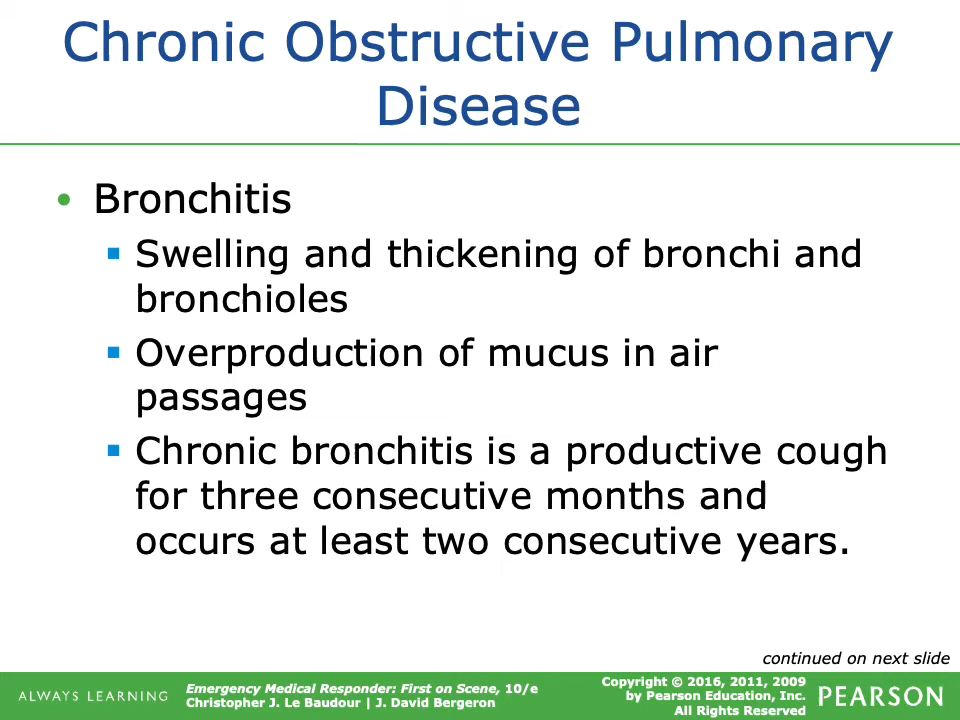 Chronic Obstructive Pulmonary
Disease
• Bronchitis
▪ Swelling and thickening of bronchi and
bronchioles
▪ Overproduction of mucus in air
passages
▪ Chronic bronchitis is a productive cough
for three consecutive months and
occurs at least two consecutive years.
continued on next slide
ALWAYS LEARNING
Emergency Medical Responder: First on Scene, 10/e
Christopher J. Le Baudour | J. David Bergeron
Copyright © 2016, 2011, 2009
by Pearson Education, Inc.
All Rights Reserved
PEARSON